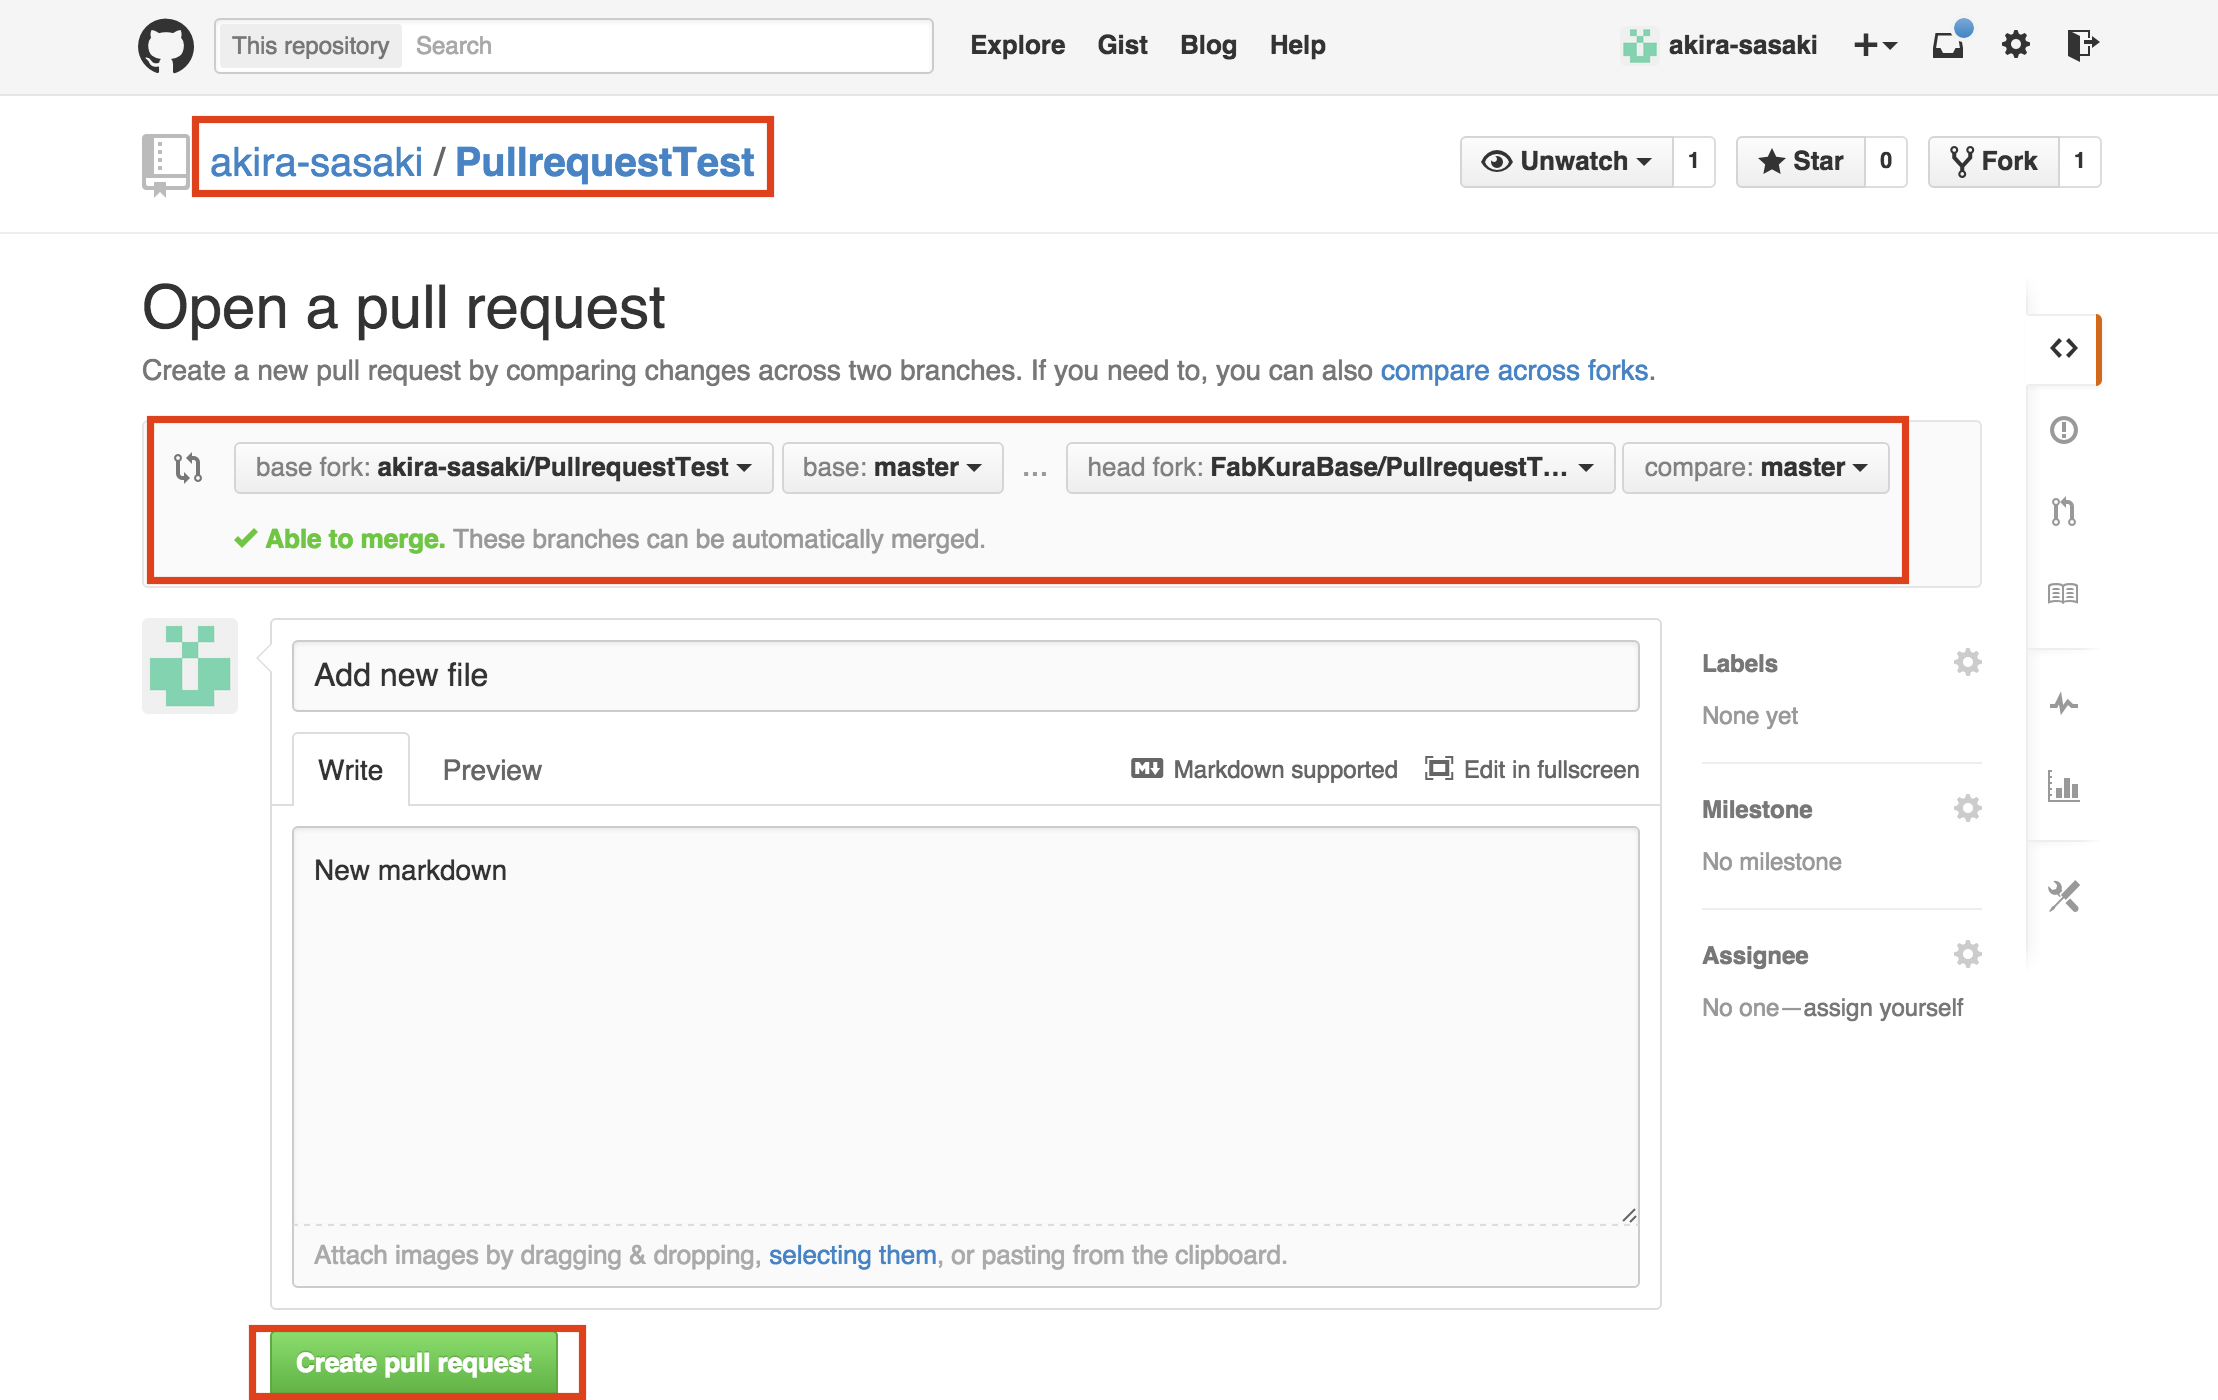 This repository Search Explore Gist Blog Help akira-sasaki
akira-sasaki / PullrequestTest Unwatch 1 Star 0 Fork 1
Open a pull request
Create a new pull request by comparing changes across two branches. If you need to, you can also compare across forks.
base fork: akira-sasaki/PullrequestTest base: master ... head fork: FabKuraBase/PullrequestT... compare: master
Able to merge. These branches can be automatically merged.
Add new file
Write Preview Markdown supported Edit in fullscreen
New markdown
Attach images by dragging & dropping, selecting them, or pasting from the clipboard.
Create pull request
Labels
None yet
Milestone
No milestone
Assignee
No one—assign yourself